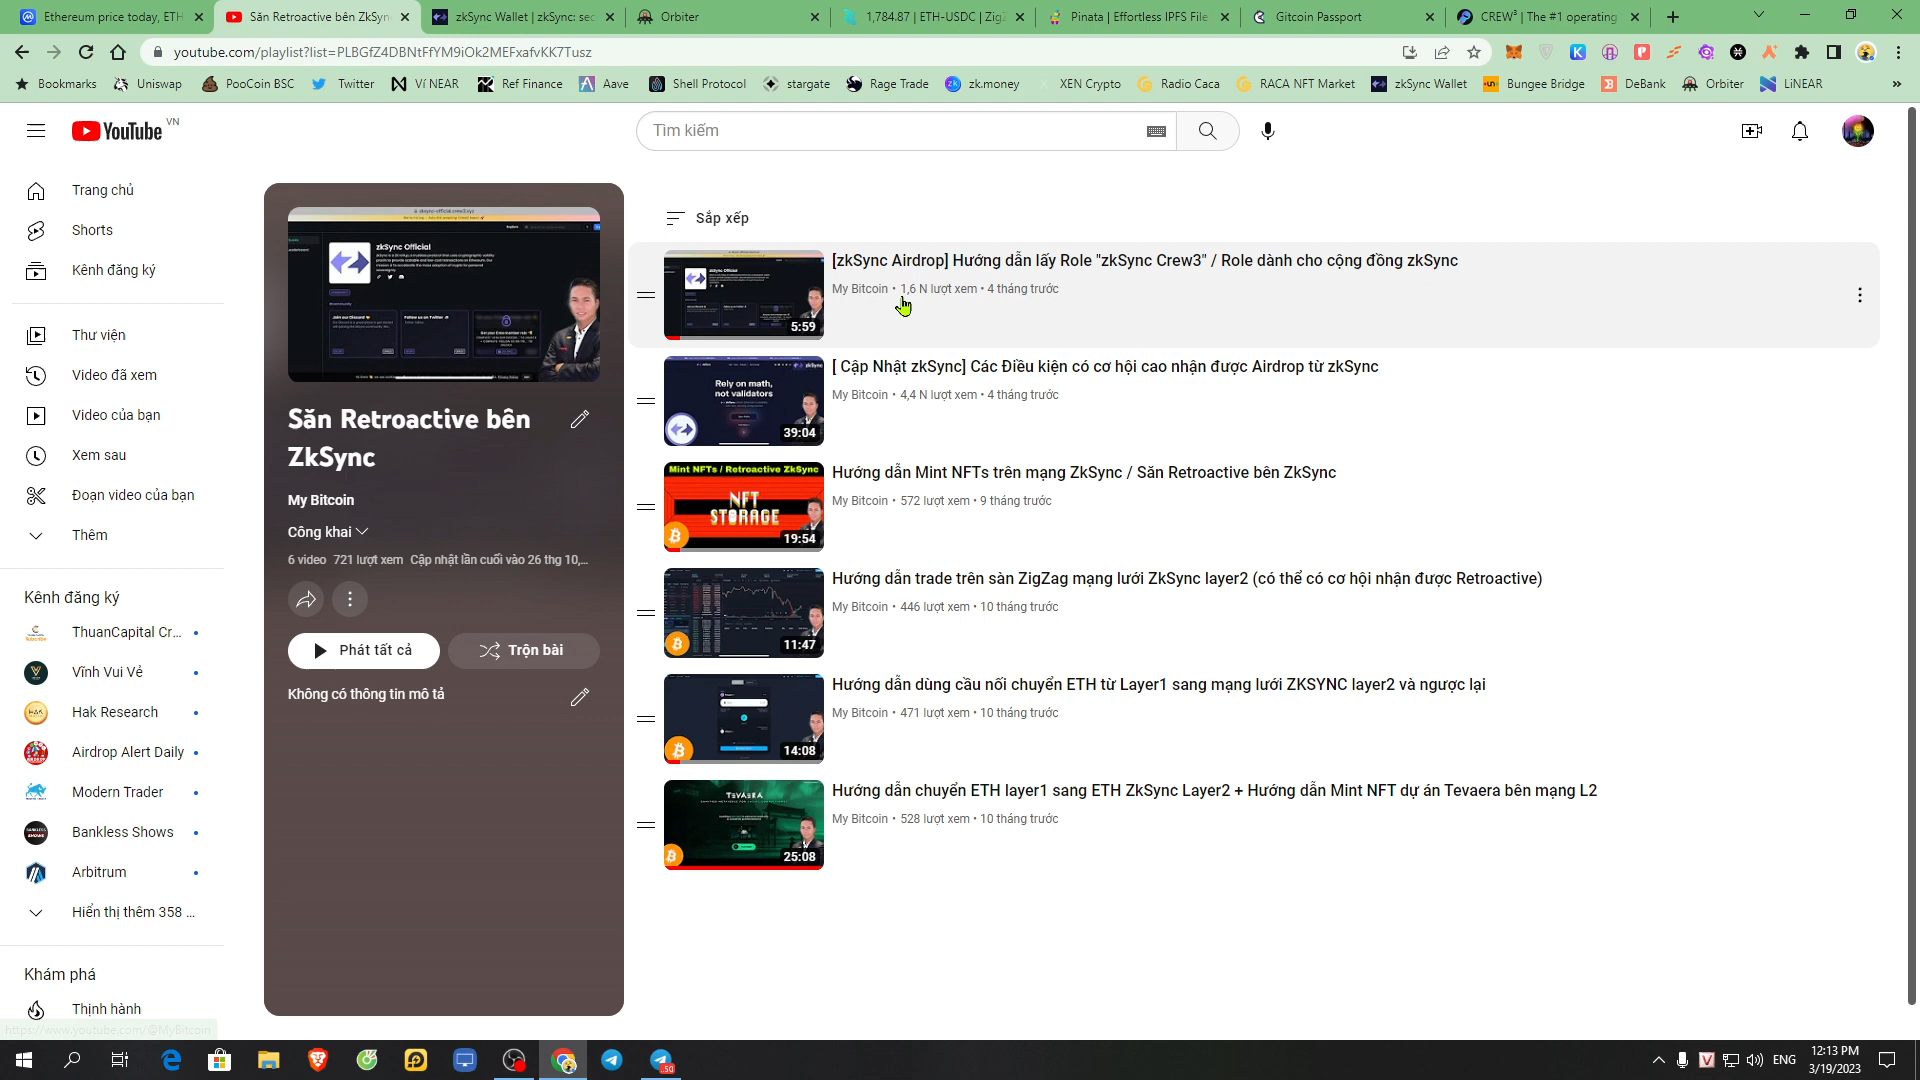 Ethereum price today, ETH
Săn Retroactive bên ZkSyn
zkSync Wallet | zkSync: sec
Orbiter
1,784.87 | ETH-USDC | Zig
Pinata | Effortless IPFS File
Gitcoin Passport
CREW³ | The #1 operating
youtube.com/playlist?list=PLBGfZ4DBNtFfYM9iOk2MEFxafvKK7Tusz
Bookmarks
Uniswap
PooCoin BSC
Twitter
Ví NEAR
Ref Finance
Aave
Shell Protocol
stargate
Rage Trade
zk.money
XEN Crypto
Radio Caca
RACA NFT Market
zkSync Wallet
Bungee Bridge
DeBank
Orbiter
LiNEAR
»
YouTube VN
Tìm kiếm
Trang chủ
Shorts
Kênh đăng ký
Thư viện
Video đã xem
Video của bạn
Xem sau
Đoạn video của bạn
Thêm
Kênh đăng ký
ThuanCapital Cr...
Vĩnh Vui Vẻ
Hak Research
Airdrop Alert Daily
Modern Trader
Bankless Shows
Arbitrum
Hiển thị thêm 358 ...
Khám phá
Thịnh hành
https://www.youtube.com/@MyBitcoin
zkSync Official
Săn Retroactive bên
ZkSync
My Bitcoin
Công khai
6 video 721 lượt xem Cập nhật lần cuối vào 26 thg 10,...
Phát tất cả
Trộn bài
Không có thông tin mô tả
Sắp xếp
5:59
[zkSync Airdrop] Hướng dẫn lấy Role "zkSync Crew3" / Role dành cho cộng đồng zkSync
My Bitcoin • 1,6 N lượt xem • 4 tháng trước
Rely on math,
not validators
39:04
[ Cập Nhật zkSync] Các Điều kiện có cơ hội cao nhận được Airdrop từ zkSync
My Bitcoin • 4,4 N lượt xem • 4 tháng trước
Mint NFTs / Retroactive ZkSync
NFT
STORAGE
19:54
Hướng dẫn Mint NFTs trên mạng ZkSync / Săn Retroactive bên ZkSync
My Bitcoin • 572 lượt xem • 9 tháng trước
11:47
Hướng dẫn trade trên sàn ZigZag mạng lưới ZkSync layer2 (có thể có cơ hội nhận được Retroactive)
My Bitcoin • 446 lượt xem • 10 tháng trước
14:08
Hướng dẫn dùng cầu nối chuyển ETH từ Layer1 sang mạng lưới ZKSYNC layer2 và ngược lại
My Bitcoin • 471 lượt xem • 10 tháng trước
TEVAERA
25:08
Hướng dẫn chuyển ETH layer1 sang ETH ZkSync Layer2 + Hướng dẫn Mint NFT dự án Tevaera bên mạng L2
My Bitcoin • 528 lượt xem • 10 tháng trước
50
ENG
12:13 PM
3/19/2023